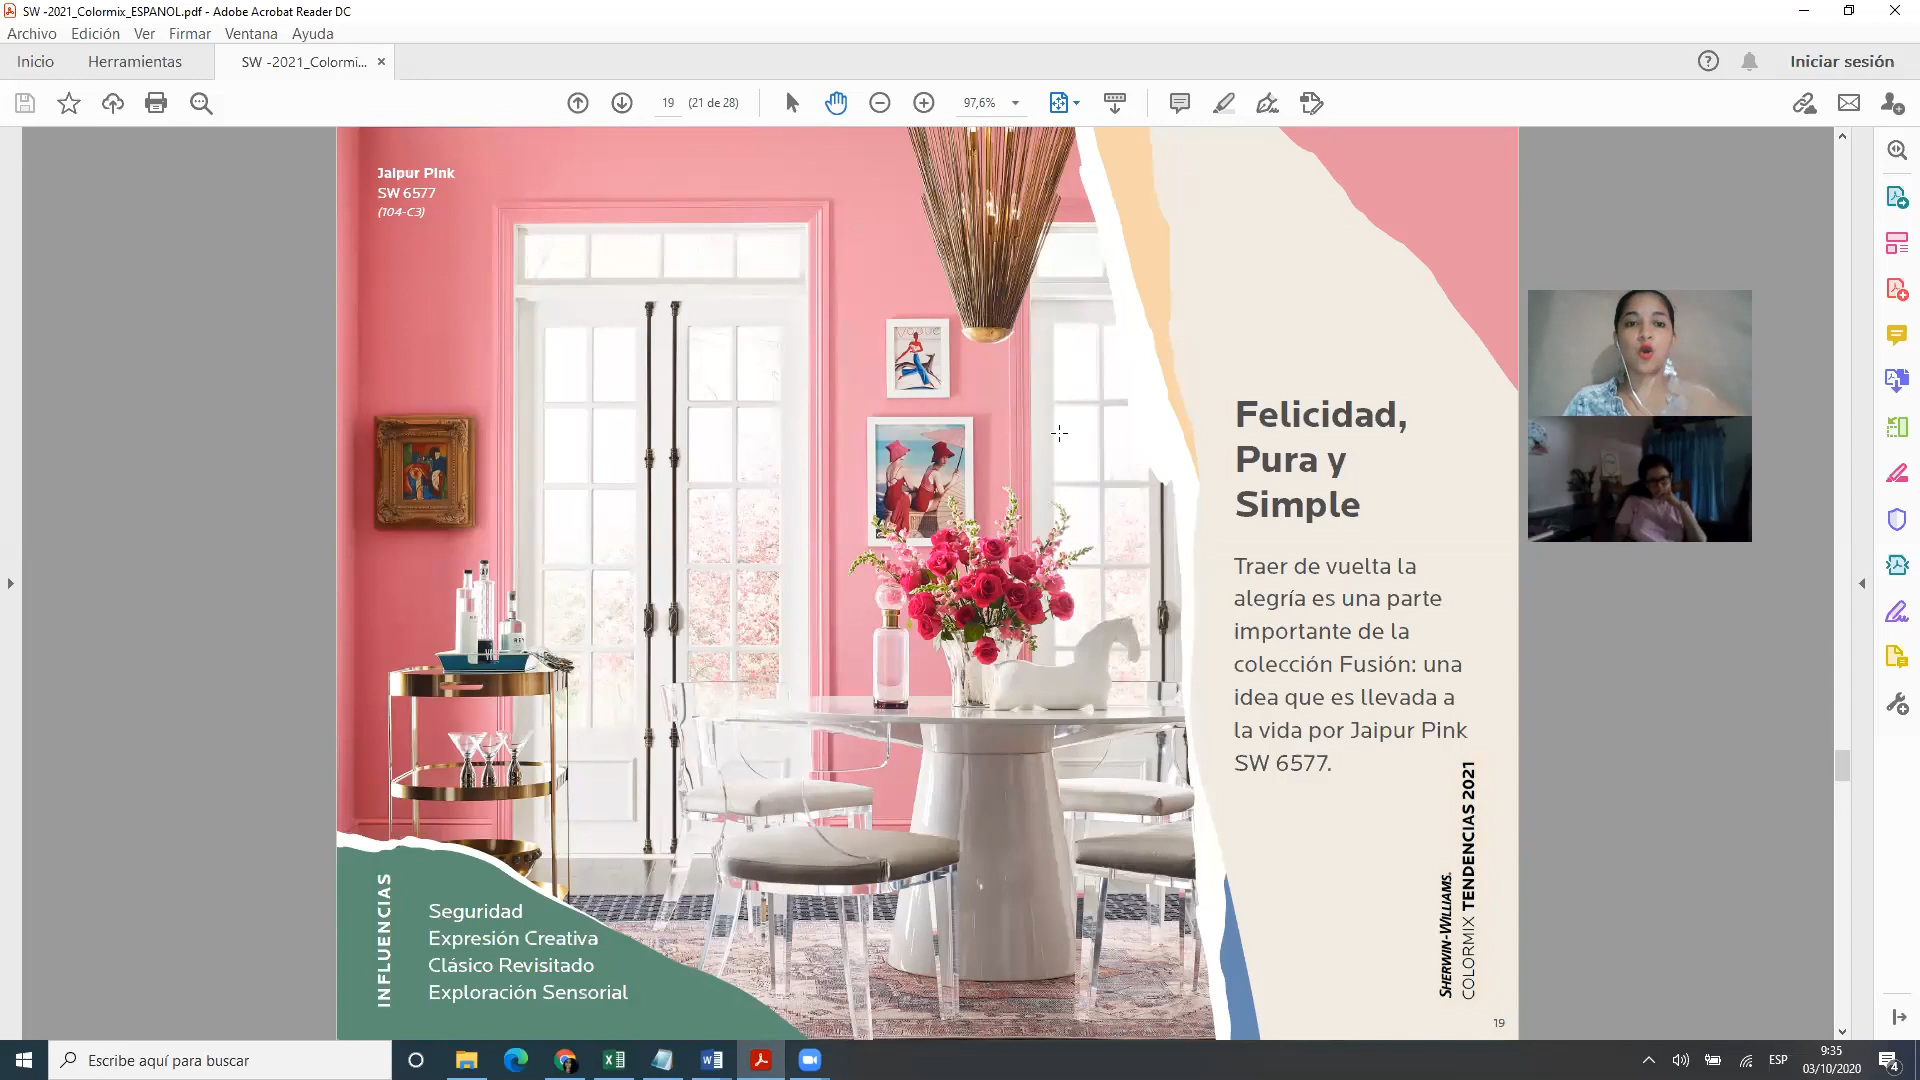 SW -2021_Colormix_ESPANOL.pdf - Adobe Acrobat Reader DC
Archivo Edición Ver Firmar Ventana Ayuda
Inicio Herramientas SW -2021_Colormi... ×
Iniciar sesión
19 (21 de 28) 97,6%
Jaipur Pink
SW 6577
(104-C3)
VOGUE
Felicidad,
Pura y
Simple
Traer de vuelta la
alegría es una parte
importante de la
colección Fusión: una
idea que es llevada a
la vida por Jaipur Pink
SW 6577.
SHERWIN-WILLIAMS.
COLORMIX TENDENCIAS 2021
INFLUENCIAS
Seguridad
Expresión Creativa
Clásico Revisitado
Exploración Sensorial
19
Escribe aquí para buscar
ESP
9:35
03/10/2020
4